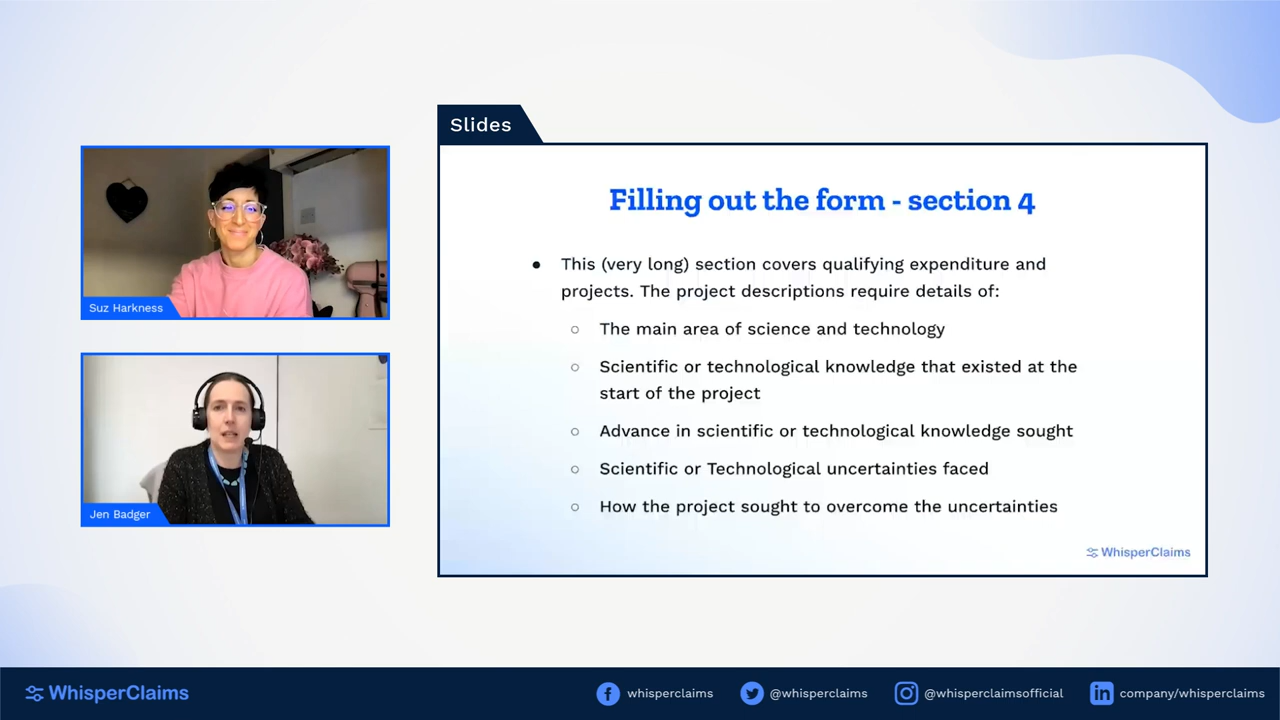 Slides
Filling out the form - section 4
● This (very long) section covers qualifying expenditure and
projects. The project descriptions require details of:
○ The main area of science and technology
○ Scientific or technological knowledge that existed at the
start of the project
○ Advance in scientific or technological knowledge sought
○ Scientific or Technological uncertainties faced
○ How the project sought to overcome the uncertainties
WhisperClaims
Suz Harkness
Jen Badger
WhisperClaims
whisperclaims
@whisperclaims
@whisperclaimsofficial
company/whisperclaims